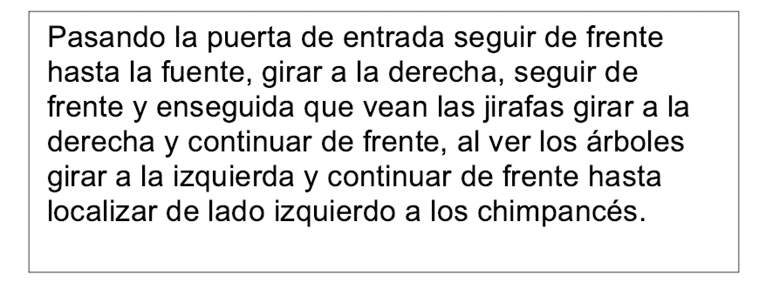 Pasando la puerta de entrada seguir de frente
hasta la fuente, girar a la derecha, seguir de
frente y enseguida que vean las jirafas girar a la
derecha y continuar de frente, al ver los árboles
girar a la izquierda y continuar de frente hasta
localizar de lado izquierdo a los chimpancés.